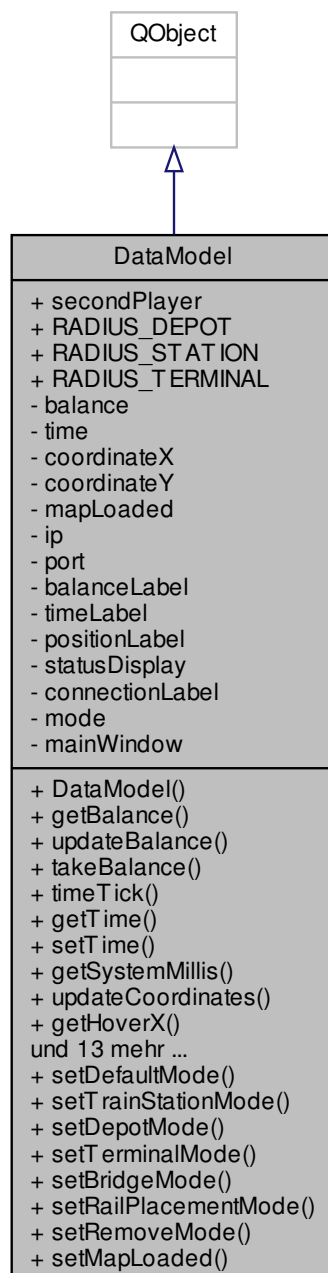 QObject
DataModel
+ secondPlayer
+ RADIUS_DEPOT
+ RADIUS_STATION
+ RADIUS_TERMINAL
- balance
- time
- coordinateX
- coordinateY
- mapLoaded
- ip
- port
- balanceLabel
- timeLabel
- positionLabel
- statusDisplay
- connectionLabel
- mode
- mainWindow
+ DataModel()
+ getBalance()
+ updateBalance()
+ takeBalance()
+ timeTick()
+ getTime()
+ setTime()
+ getSystemMillis()
+ updateCoordinates()
+ getHoverX()
und 13 mehr ...
+ setDefaultMode()
+ setTrainStationMode()
+ setDepotMode()
+ setTerminalMode()
+ setBridgeMode()
+ setRailPlacementMode()
+ setRemoveMode()
+ setMapLoaded()